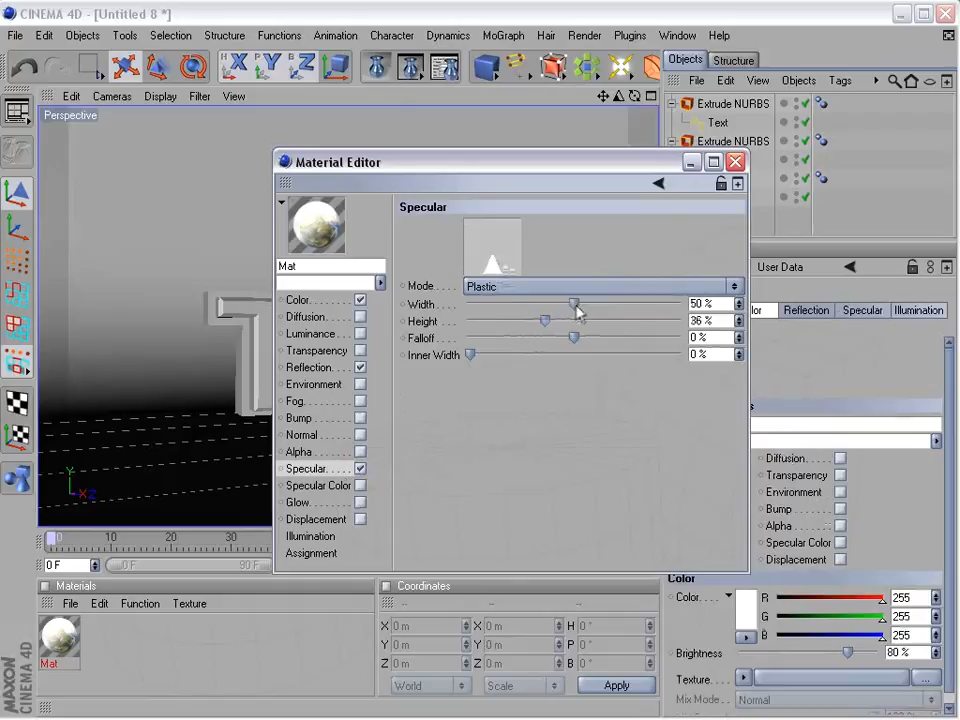 CINEMA 4D - [Untitled 8 *]
File Edit Objects Tools Selection Structure Functions Animation Character Dynamics MoGraph Hair Render Plugins Window Help
X Y Z
Objects Structure
File Edit View Objects Tags
Edit Cameras Display Filter View
Perspective
Extrude NURBS
Text
Extrude NURBS
Material Editor
Specular
Mat
Mode
Plastic
Width 50 %
Height 36 %
Falloff 0 %
Inner Width 0 %
Color
Diffusion
Luminance
Transparency
Reflection
Environment
Fog
Bump
Normal
Alpha
Specular
Specular Color
Glow
Displacement
Illumination
Assignment
User Data
Reflection Specular Illumination
Diffusion
Transparency
Environment
Bump
Alpha
Specular Color
Displacement
Y
X Z
0 10 20 30
0 F 0 F 90 F
Materials
File Edit Function Texture
Mat
Coordinates
-- -- --
X 0 m X 0 m H 0 °
Y 0 m Y 0 m P 0 °
Z 0 m Z 0 m B 0 °
World Scale Apply
Color
Color R 255
G 255
B 255
Brightness 80 %
Texture ...
Mix Mode Normal
MAXON
CINEMA 4D